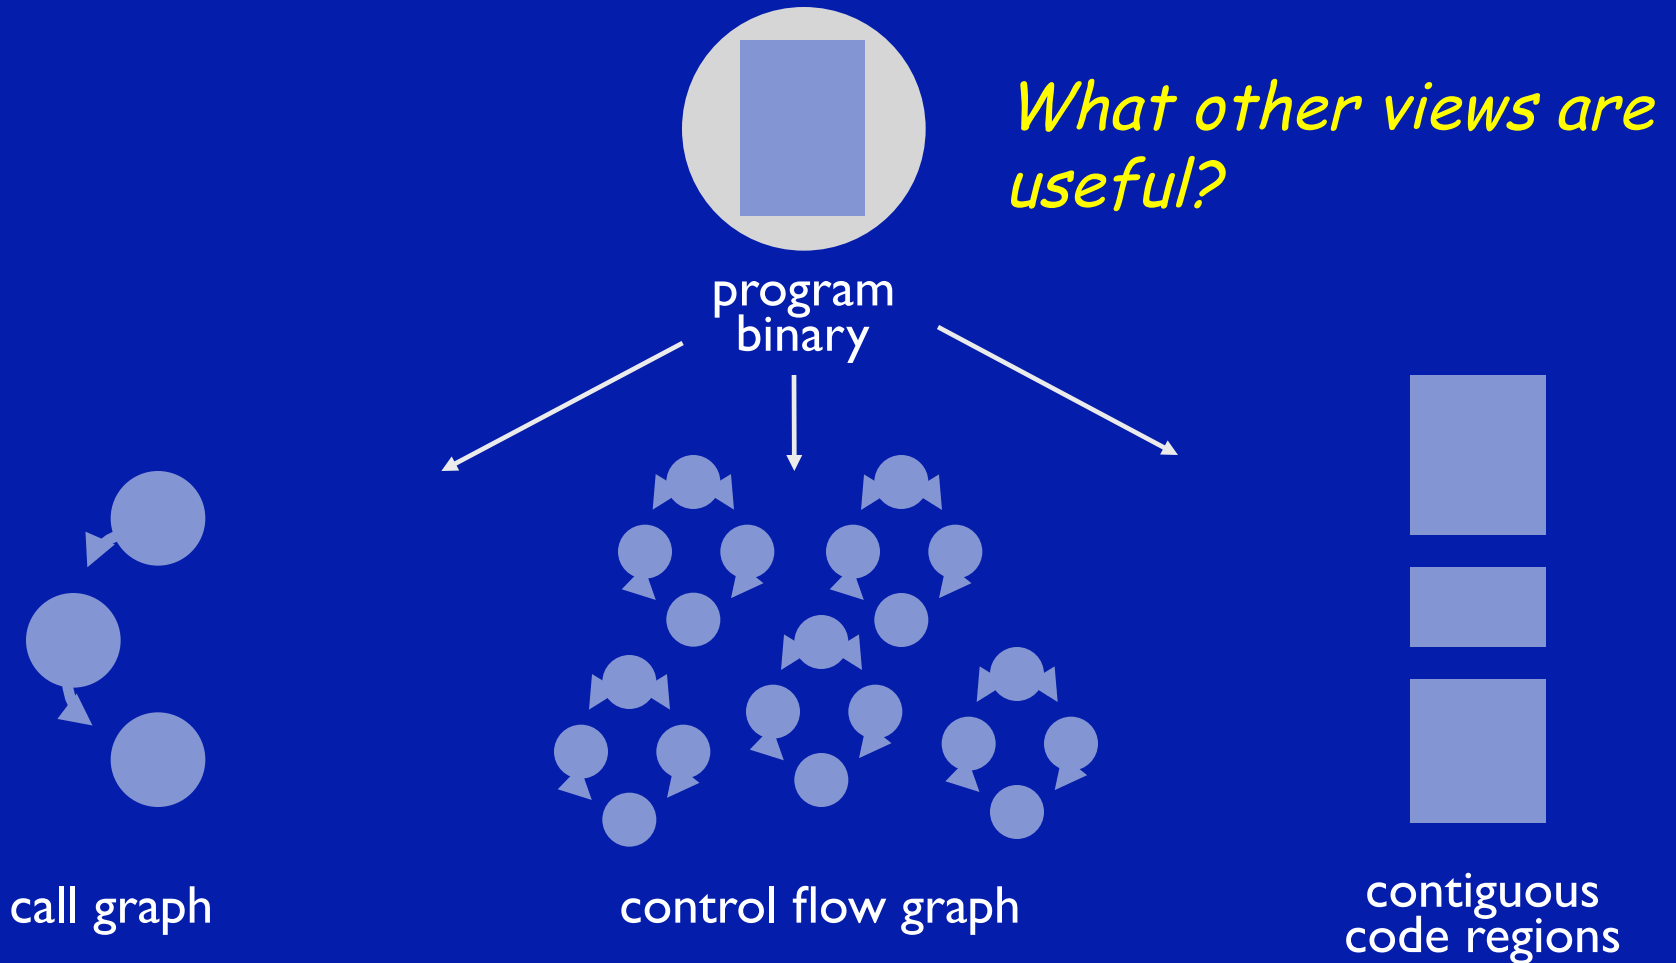 What other views are
useful?
program
binary
call graph
control flow graph
contiguous
code regions